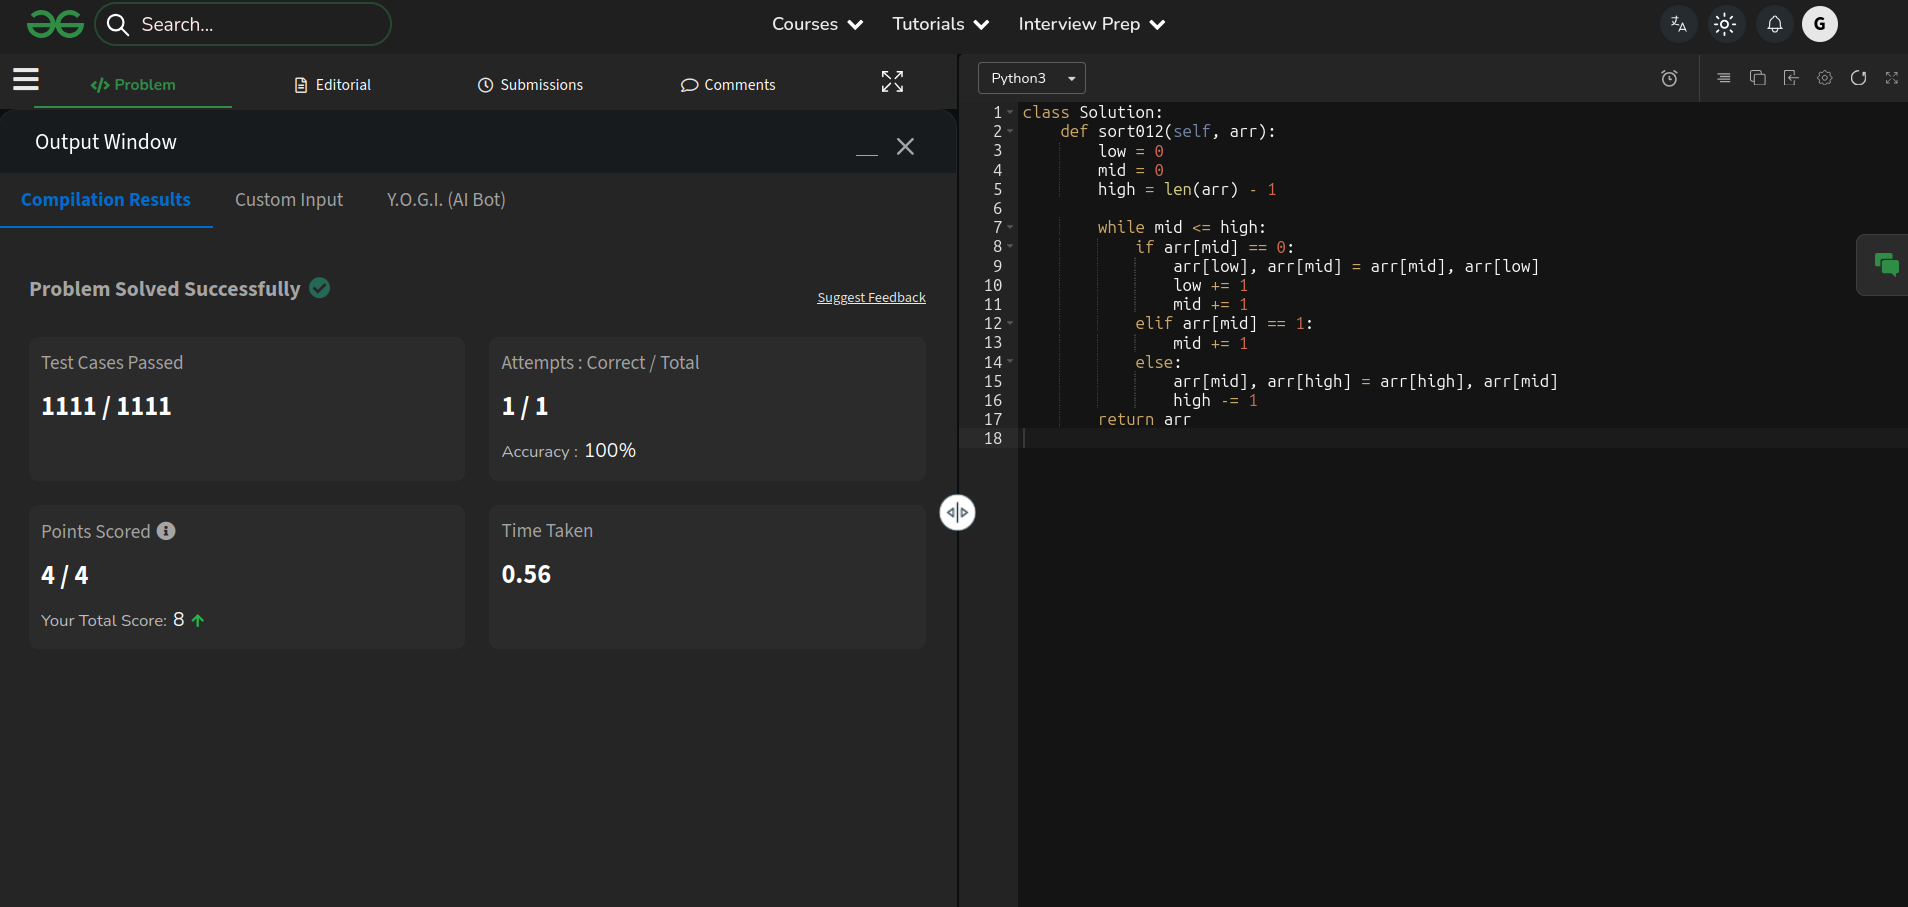 Search...
Courses Tutorials Interview Prep
G
</> Problem Editorial Submissions Comments
Output Window
Compilation Results Custom Input Y.O.G.I. (AI Bot)
Problem Solved Successfully
Suggest Feedback
Test Cases Passed
1111 / 1111
Attempts : Correct / Total
1 / 1
Accuracy : 100%
Points Scored
4 / 4
Your Total Score: 8
Time Taken
0.56
Python3
1 class Solution:
2     def sort012(self, arr):
3         low = 0
4         mid = 0
5         high = len(arr) - 1
6
7         while mid <= high:
8             if arr[mid] == 0:
9                 arr[low], arr[mid] = arr[mid], arr[low]
10                 low += 1
11                 mid += 1
12             elif arr[mid] == 1:
13                 mid += 1
14             else:
15                 arr[mid], arr[high] = arr[high], arr[mid]
16                 high -= 1
17         return arr
18